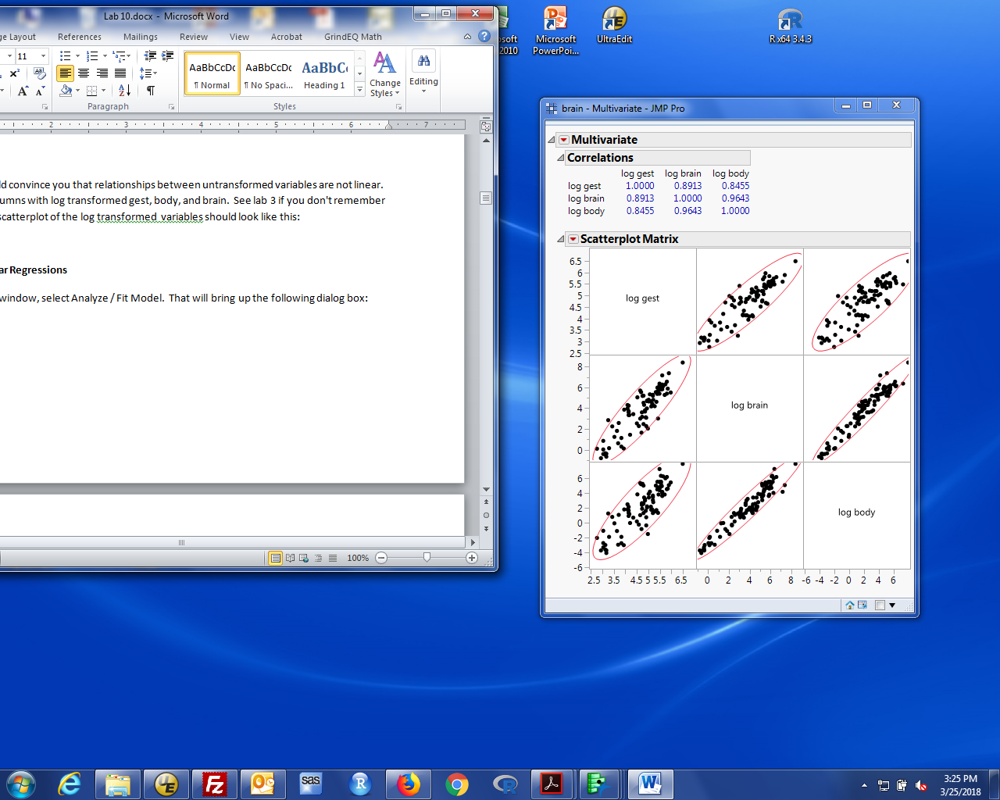 Lab 10.docx - Microsoft Word
ge Layout References Mailings Review View Acrobat GrindEQ Math
11
AaBbCcDc AaBbCcDc AaBbC
¶ Normal ¶ No Spaci... Heading 1
Change Styles
Editing
Paragraph Styles
2 3 4 5 6 7
ld convince you that relationships between untransformed variables are not linear.
umns with log transformed gest, body, and brain. See lab 3 if you don't remember
scatterplot of the log transformed variables should look like this:
ar Regressions
window, select Analyze / Fit Model. That will bring up the following dialog box:
100%
osoft
2010
Microsoft
PowerPoi...
UltraEdit
R x64 3.4.3
brain - Multivariate - JMP Pro
Multivariate
Correlations
log gest log brain log body
log gest 1.0000 0.8913 0.8455
log brain 0.8913 1.0000 0.9643
log body 0.8455 0.9643 1.0000
Scatterplot Matrix
6.5
6
5.5
5
4.5
4
3.5
3
2.5
log gest
8
6
4
2
0
log brain
6
4
2
0
-2
-4
-6
log body
2.5 3.5 4.5 5 5.5 6.5 0 2 4 6 8 -6 -4 -2 0 2 4 6
sas
3:25 PM
3/25/2018